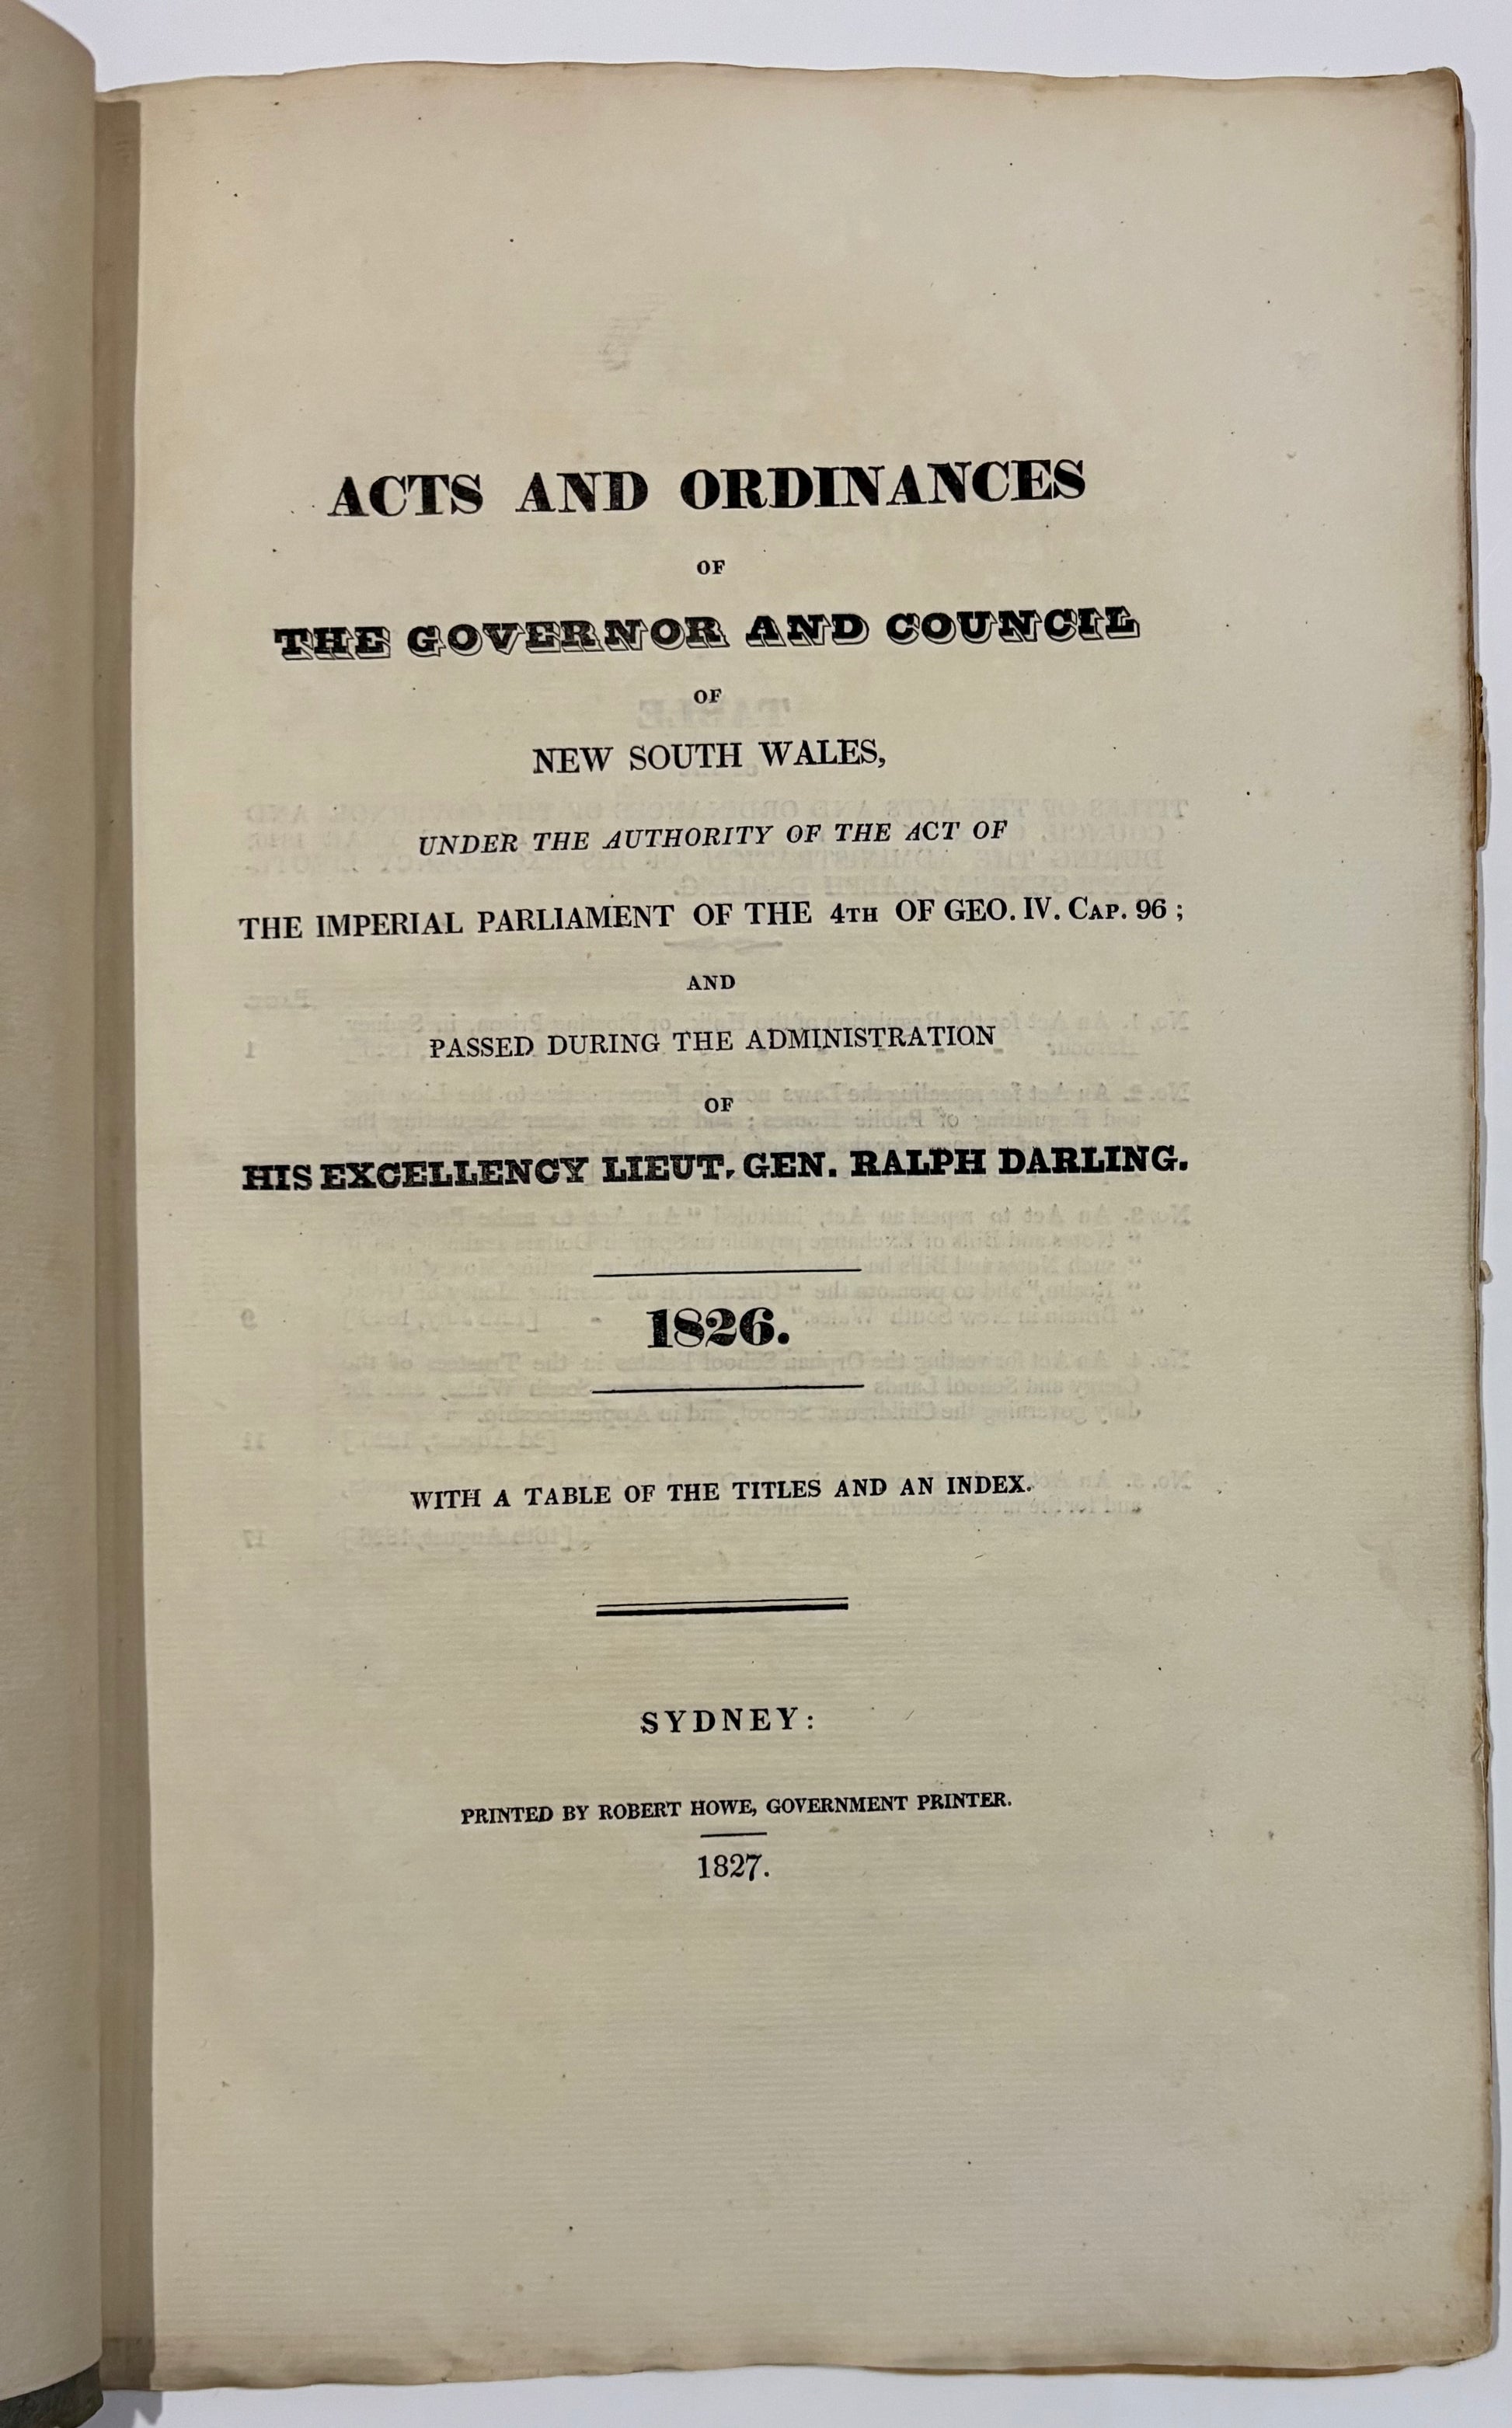 ACTS AND ORDINANCES
OF
THE GOVERNOR AND COUNCIL
OF
NEW SOUTH WALES,
UNDER THE AUTHORITY OF THE ACT OF
THE IMPERIAL PARLIAMENT OF THE 4TH OF GEO. IV. CAP. 96 ;
AND
PASSED DURING THE ADMINISTRATION
OF
HIS EXCELLENCY LIEUT. GEN. RALPH DARLING.
1826.
WITH A TABLE OF THE TITLES AND AN INDEX.
SYDNEY:
PRINTED BY ROBERT HOWE, GOVERNMENT PRINTER.
1827.